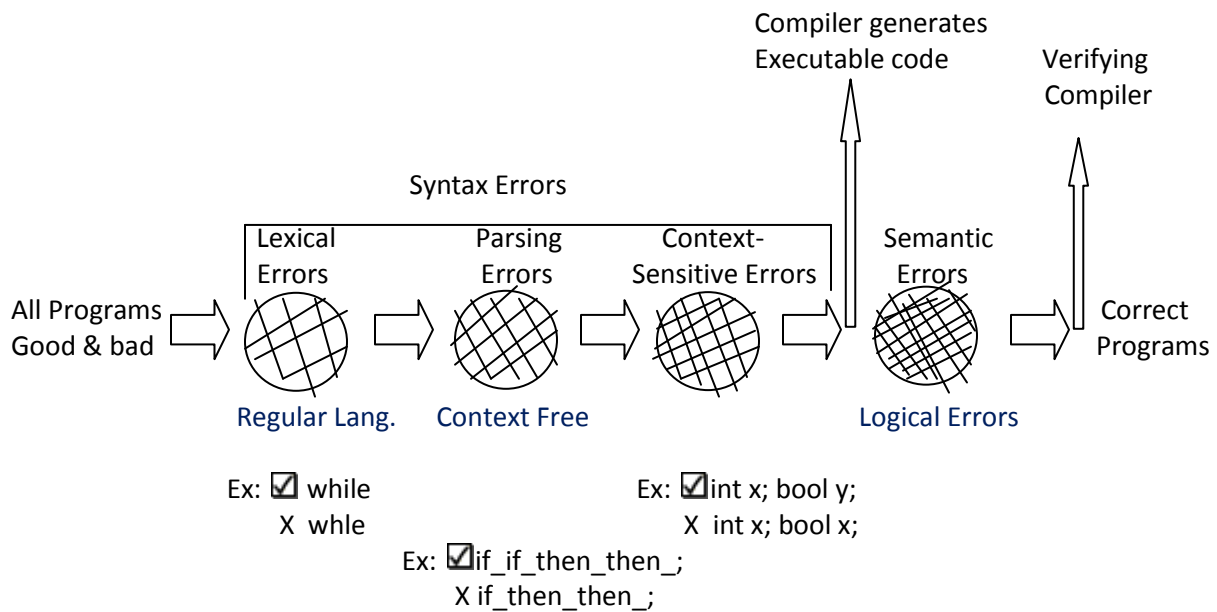 Compiler generates
Executable code
Verifying
Compiler
Syntax Errors
Lexical
Errors
Parsing
Errors
Context-
Sensitive Errors
Semantic
Errors
All Programs
Good & bad
Correct
Programs
Regular Lang.
Context Free
Logical Errors
Ex: ☑ while
X whle
Ex: ☑ int x; bool y;
X int x; bool x;
Ex: ☑ if_if_then_then_;
X if_then_then_;